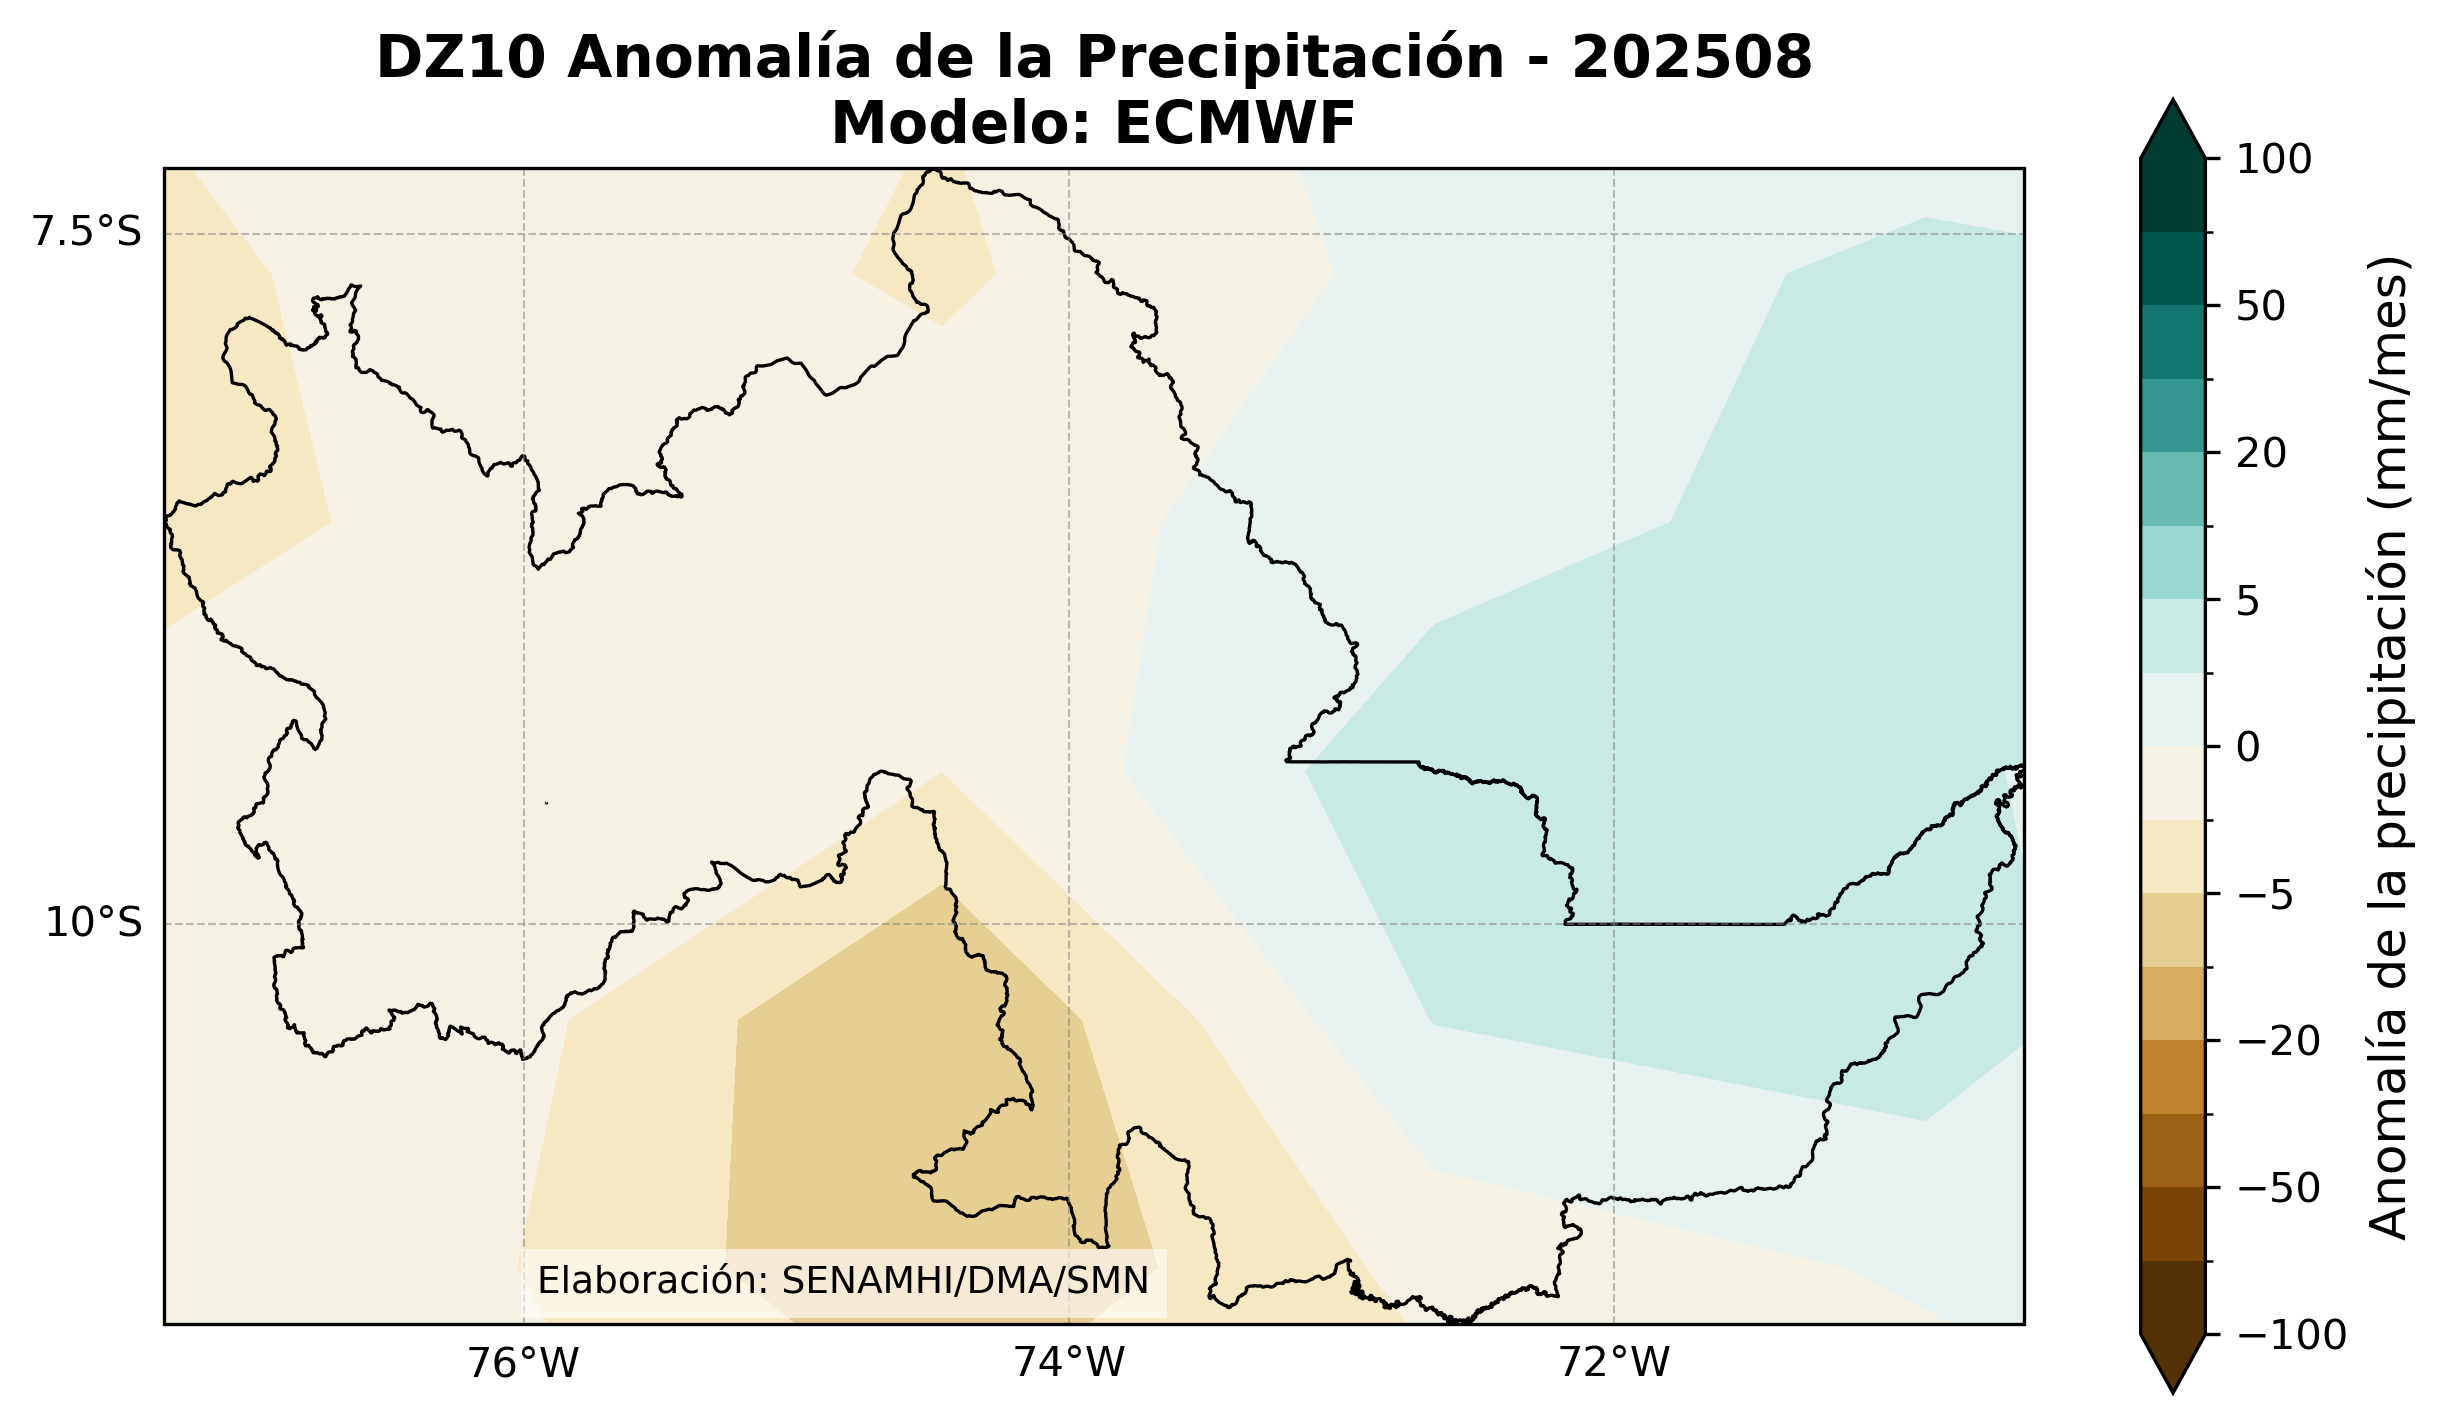 DZ10 Anomalía de la Precipitación - 202508
Modelo: ECMWF
7.5°S
10°S
76°W
74°W
72°W
Elaboración: SENAMHI/DMA/SMN
100
50
20
5
0
−5
−20
−50
−100
Anomalía de la precipitación (mm/mes)